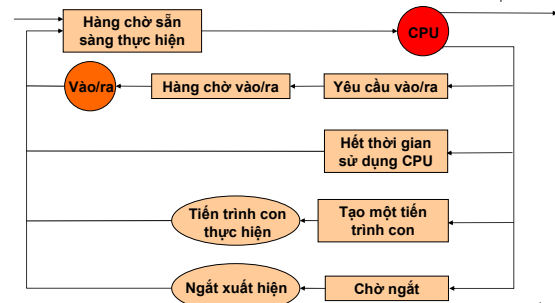 Hàng chờ sẵn
sàng thực hiện
CPU
Vào/ra
Hàng chờ vào/ra
Yêu cầu vào/ra
Hết thời gian
sử dụng CPU
Tiến trình con
thực hiện
Tạo một tiến
trình con
Ngắt xuất hiện
Chờ ngắt